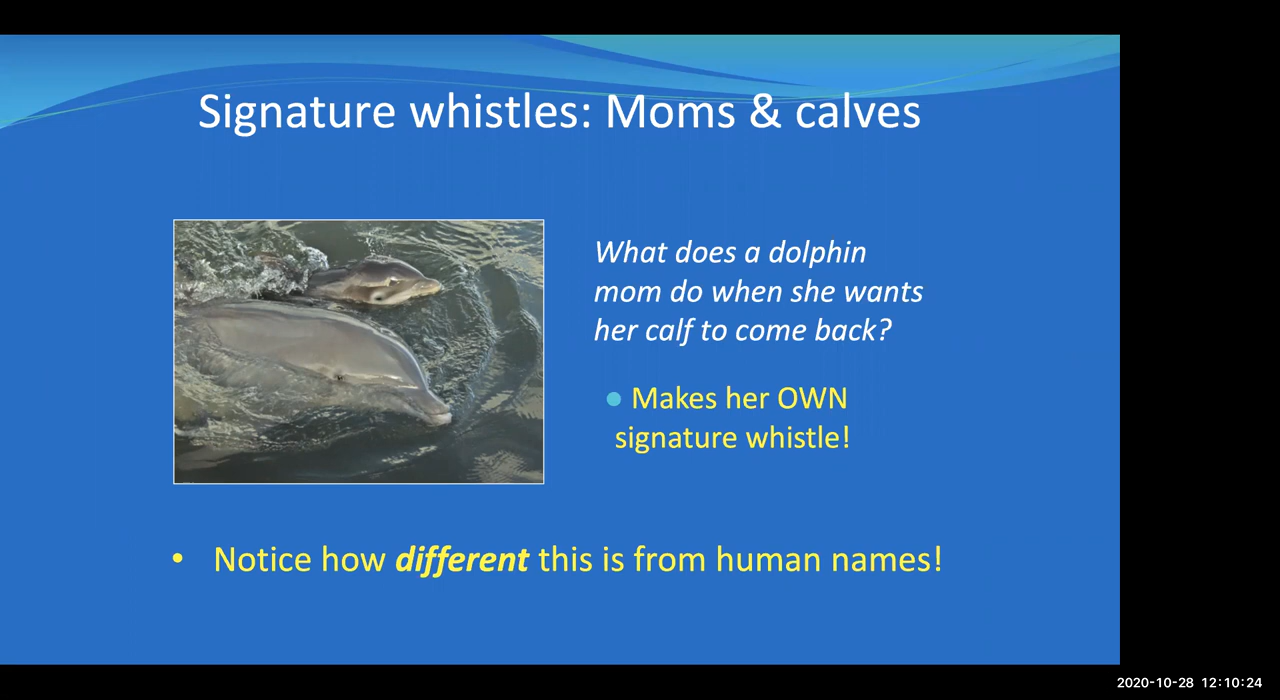 Signature whistles: Moms & calves
What does a dolphin
mom do when she wants
her calf to come back?
● Makes her OWN
signature whistle!
• Notice how different this is from human names!
2020-10-28 12:10:24